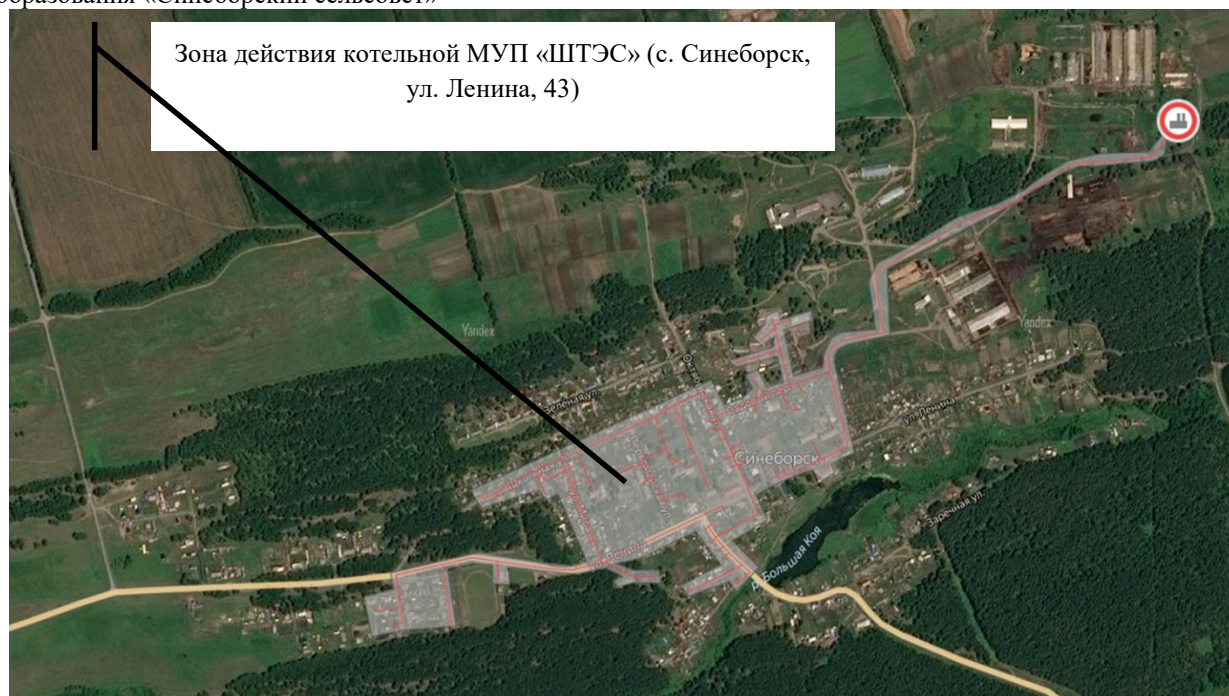 образования «Синеборский сельсовет»
Зона действия котельной МУП «ШТЭС» (с. Синеборск,
ул. Ленина, 43)
Yandex
Yandex
Зелёная ул.
ул. Ленина
Синеборск
Заречная ул.
р. Большая Коя